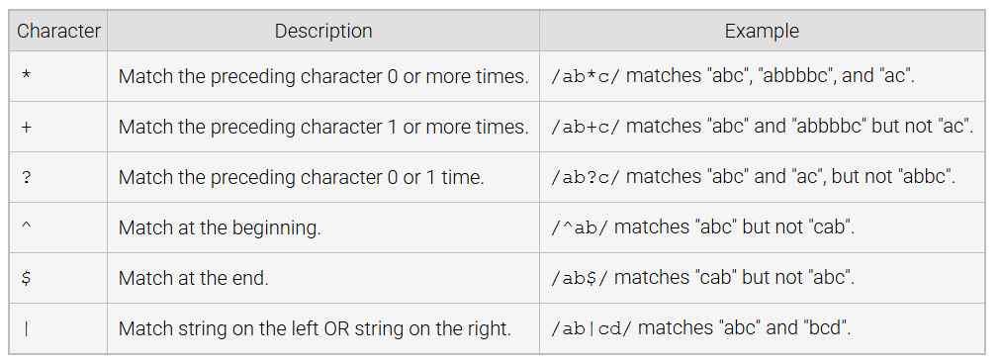 Character Description Example
* Match the preceding character 0 or more times. /ab*c/ matches "abc", "abbbbc", and "ac".
+ Match the preceding character 1 or more times. /ab+c/ matches "abc" and "abbbbc" but not "ac".
? Match the preceding character 0 or 1 time. /ab?c/ matches "abc" and "ac", but not "abbc".
^ Match at the beginning. /^ab/ matches "abc" but not "cab".
$ Match at the end. /ab$/ matches "cab" but not "abc".
| Match string on the left OR string on the right. /ab|cd/ matches "abc" and "bcd".